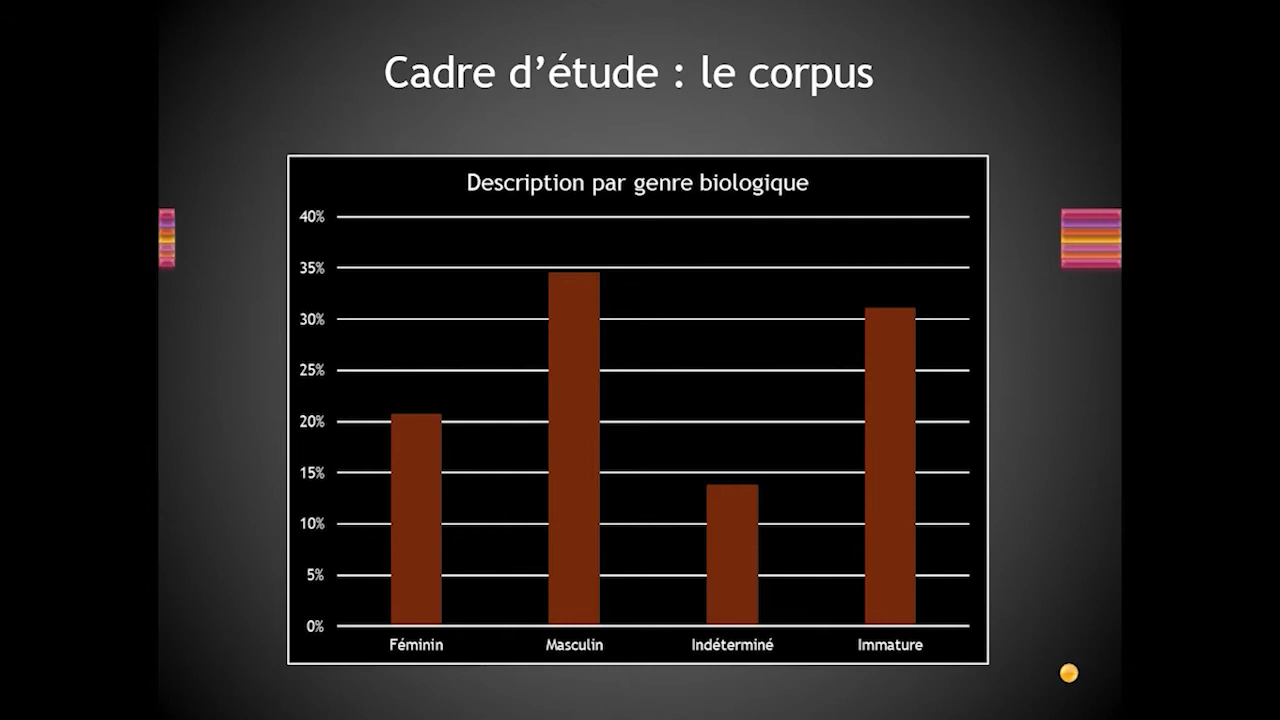 Cadre d’étude : le corpus
Description par genre biologique
40%
35%
30%
25%
20%
15%
10%
5%
0%
Féminin
Masculin
Indéterminé
Immature